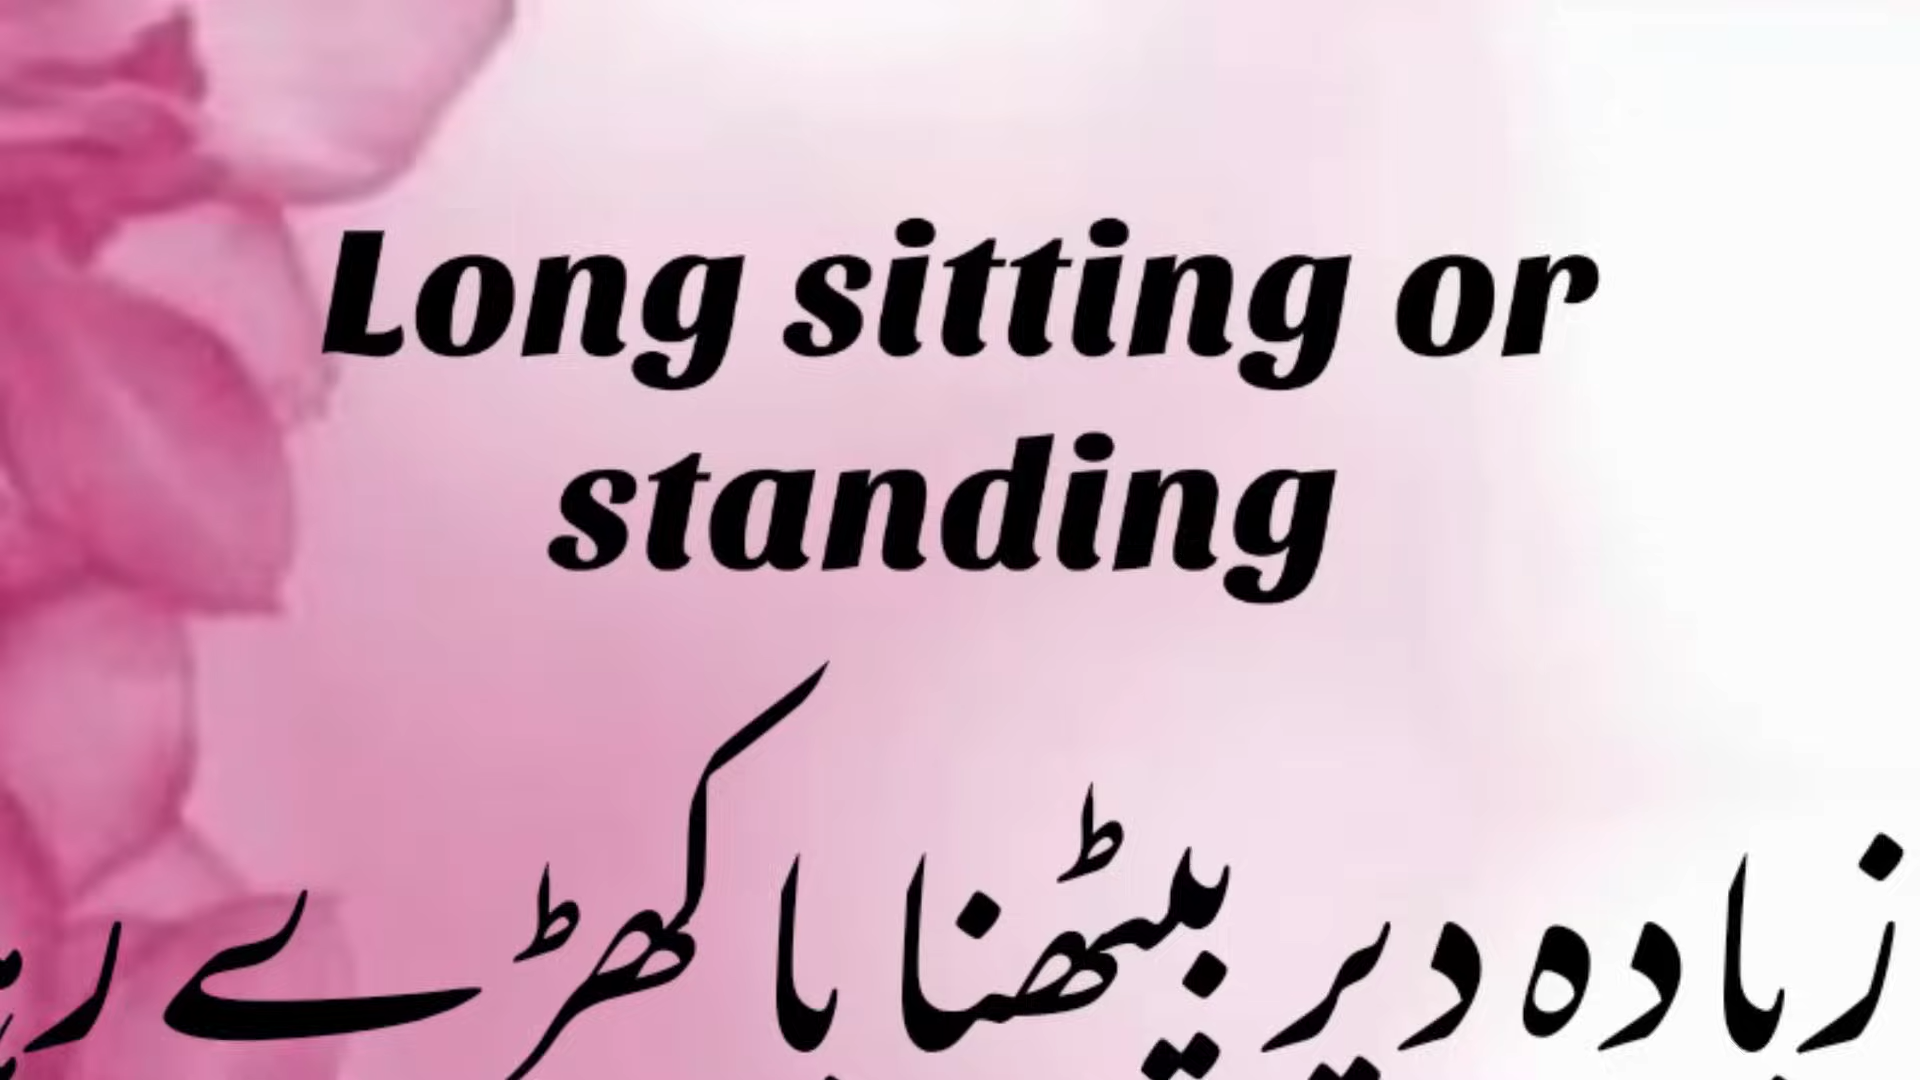 Long sitting or
standing
زیادہ دیر بیٹھنا یا کھڑے